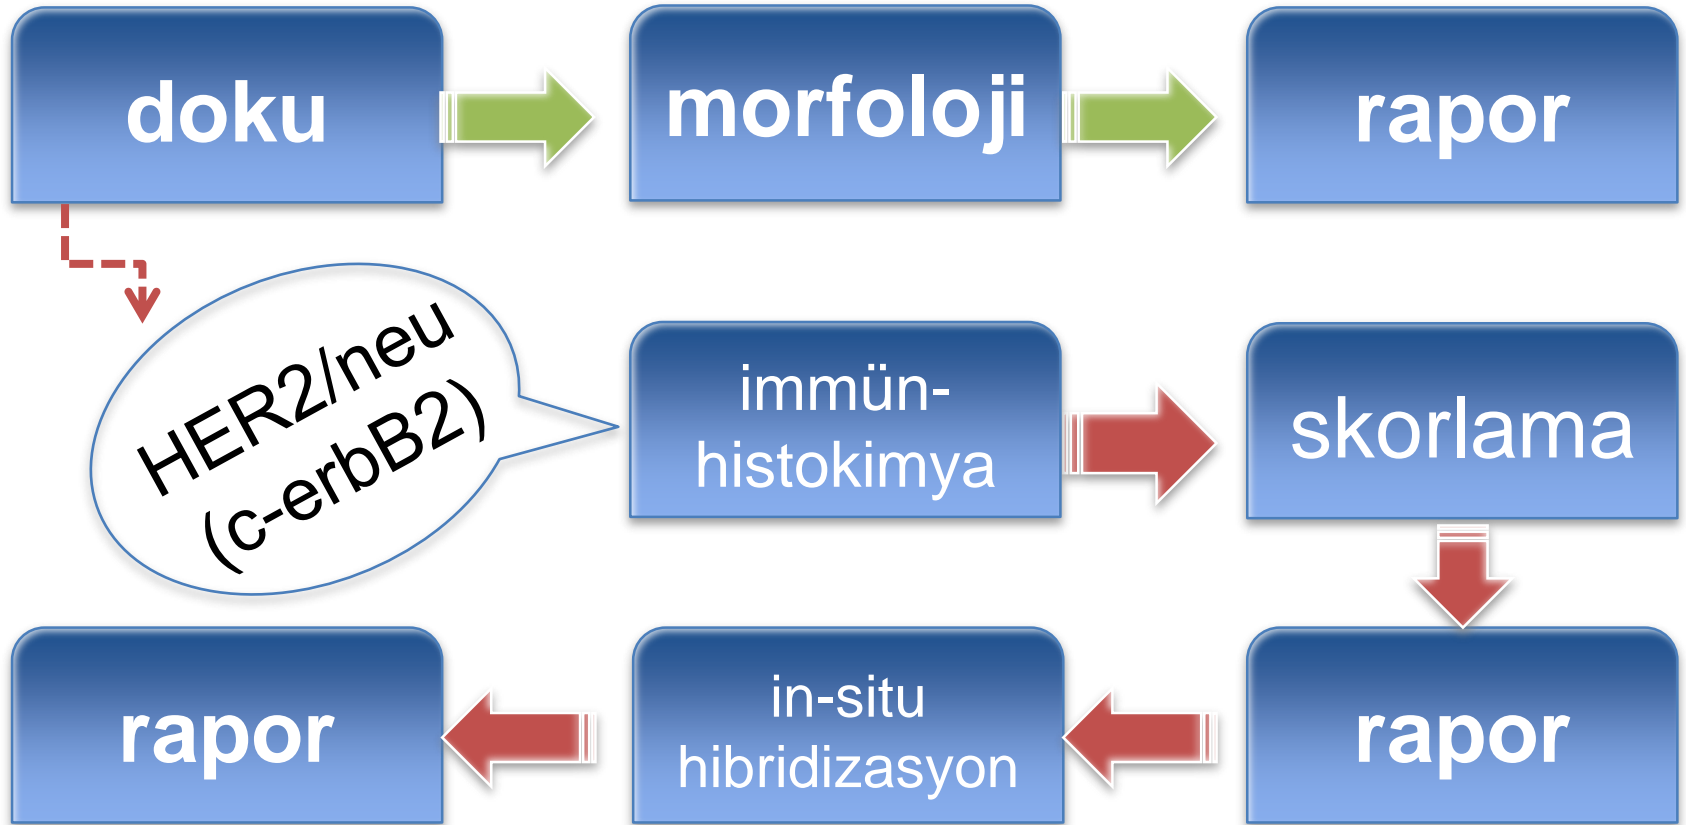 doku
morfoloji
rapor
HER2/neu
(c-erbB2)
immün-
histokimya
skorlama
rapor
in-situ
hibridizasyon
rapor